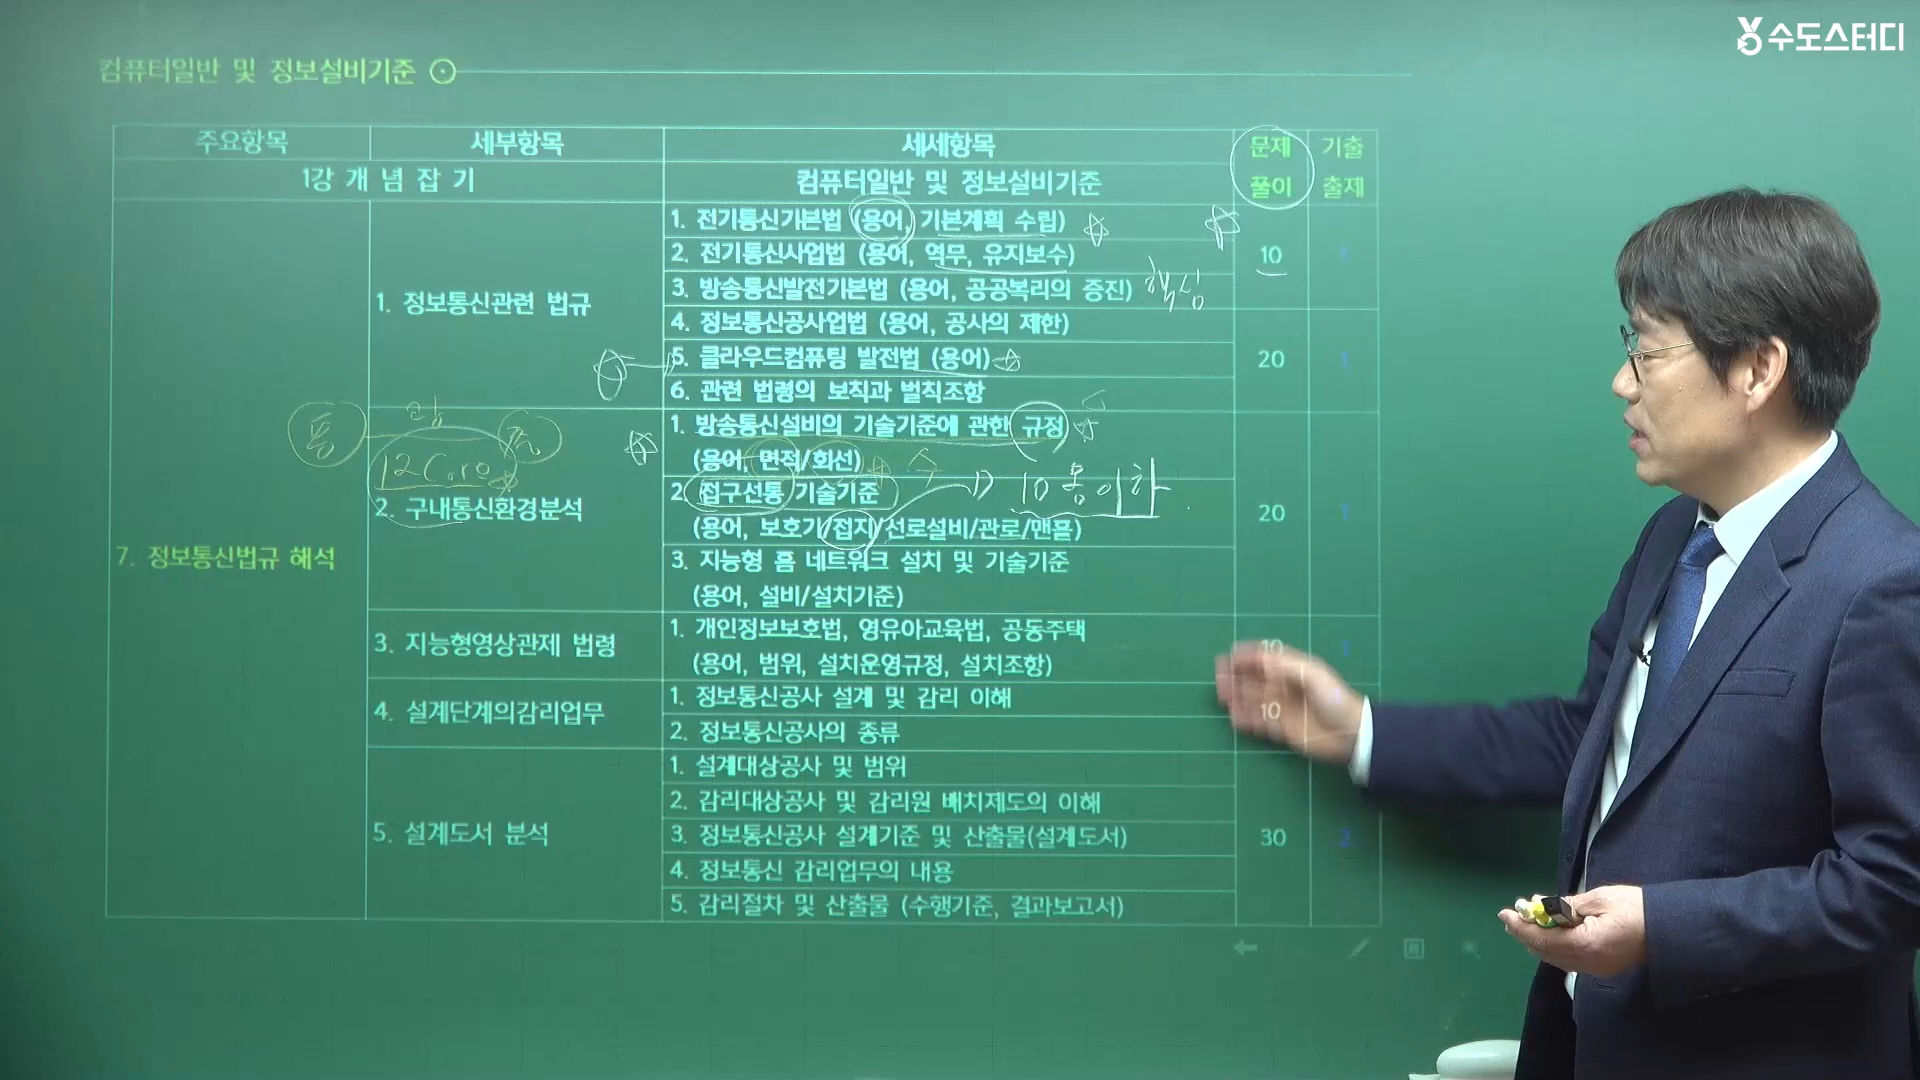 수도스터디
컴퓨터일반 및 정보설비기준
주요항목 세부항목 세세항목 문제 풀이 기출 출제
1강 개 념 잡 기 컴퓨터일반 및 정보설비기준
7. 정보통신법규 해석
1. 정보통신관련 법규
1. 전기통신기본법 (용어, 기본계획 수립)
2. 전기통신사업법 (용어, 역무, 유지보수)
10 1
3. 방송통신발전기본법 (용어, 공공복리의 증진) 핵심
4. 정보통신공사업법 (용어, 공사의 제한)
5. 클라우드컴퓨팅 발전법 (용어)
20 1
6. 관련 법령의 보칙과 벌칙조항
12 Core
2. 구내통신환경분석
1. 방송통신설비의 기술기준에 관한 규정
(용어, 면적/회선)
2. 접구선통 기술기준 10옴이하
(용어, 보호기/접지/선로설비/관로/맨홀)
20 1
3. 지능형 홈 네트워크 설치 및 기술기준
(용어, 설비/설치기준)
3. 지능형영상관제 법령
1. 개인정보보호법, 영유아교육법, 공동주택
(용어, 범위, 설치운영규정, 설치조항)
10 1
4. 설계단계의감리업무
1. 정보통신공사 설계 및 감리 이해
2. 정보통신공사의 종류
10 1
5. 설계도서 분석
1. 설계대상공사 및 범위
2. 감리대상공사 및 감리원 배치제도의 이해
3. 정보통신공사 설계기준 및 산출물(설계도서)
30 2
4. 정보통신 감리업무의 내용
5. 감리절차 및 산출물 (수행기준, 결과보고서)